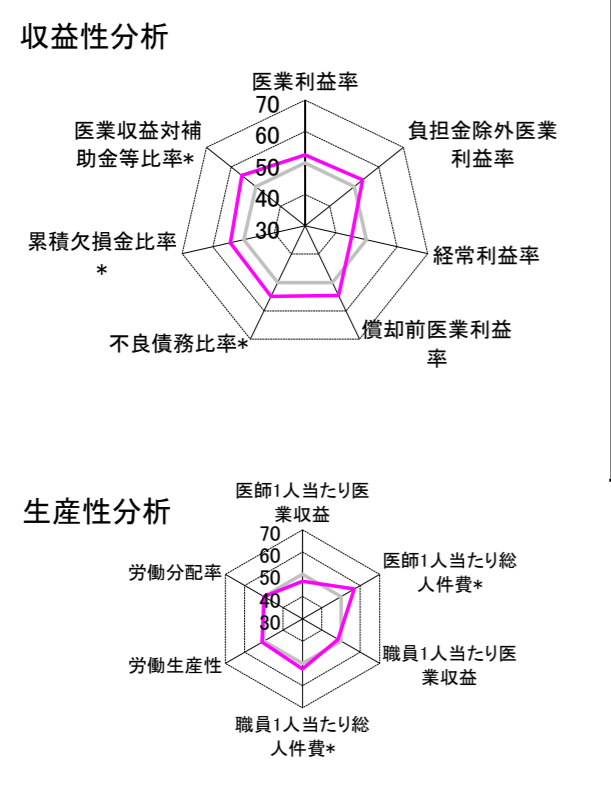 収益性分析
医業利益率
70
60
50
40
30
負担金除外医業
利益率
経常利益率
償却前医業利益
率
不良債務比率*
累積欠損金比率
*
医業収益対補
助金等比率*
生産性分析
医師1人当たり医
業収益
70
60
50
40
30
医師1人当たり総
人件費*
職員1人当たり医
業収益
職員1人当たり総
人件費*
労働生産性
労働分配率